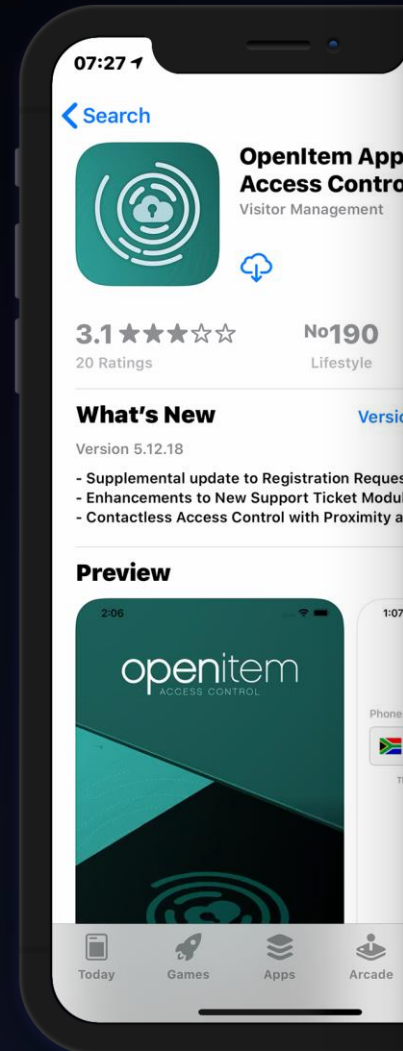 07:27
Search
OpenItem App
Access Contro
Visitor Management
3.1 ★★★☆☆
No190
20 Ratings
Lifestyle
What's New
Versio
Version 5.12.18
- Supplemental update to Registration Reques
- Enhancements to New Support Ticket Modul
- Contactless Access Control with Proximity a
Preview
2:06
1:07
openitem
ACCESS CONTROL
Phone
Today
Games
Apps
Arcade